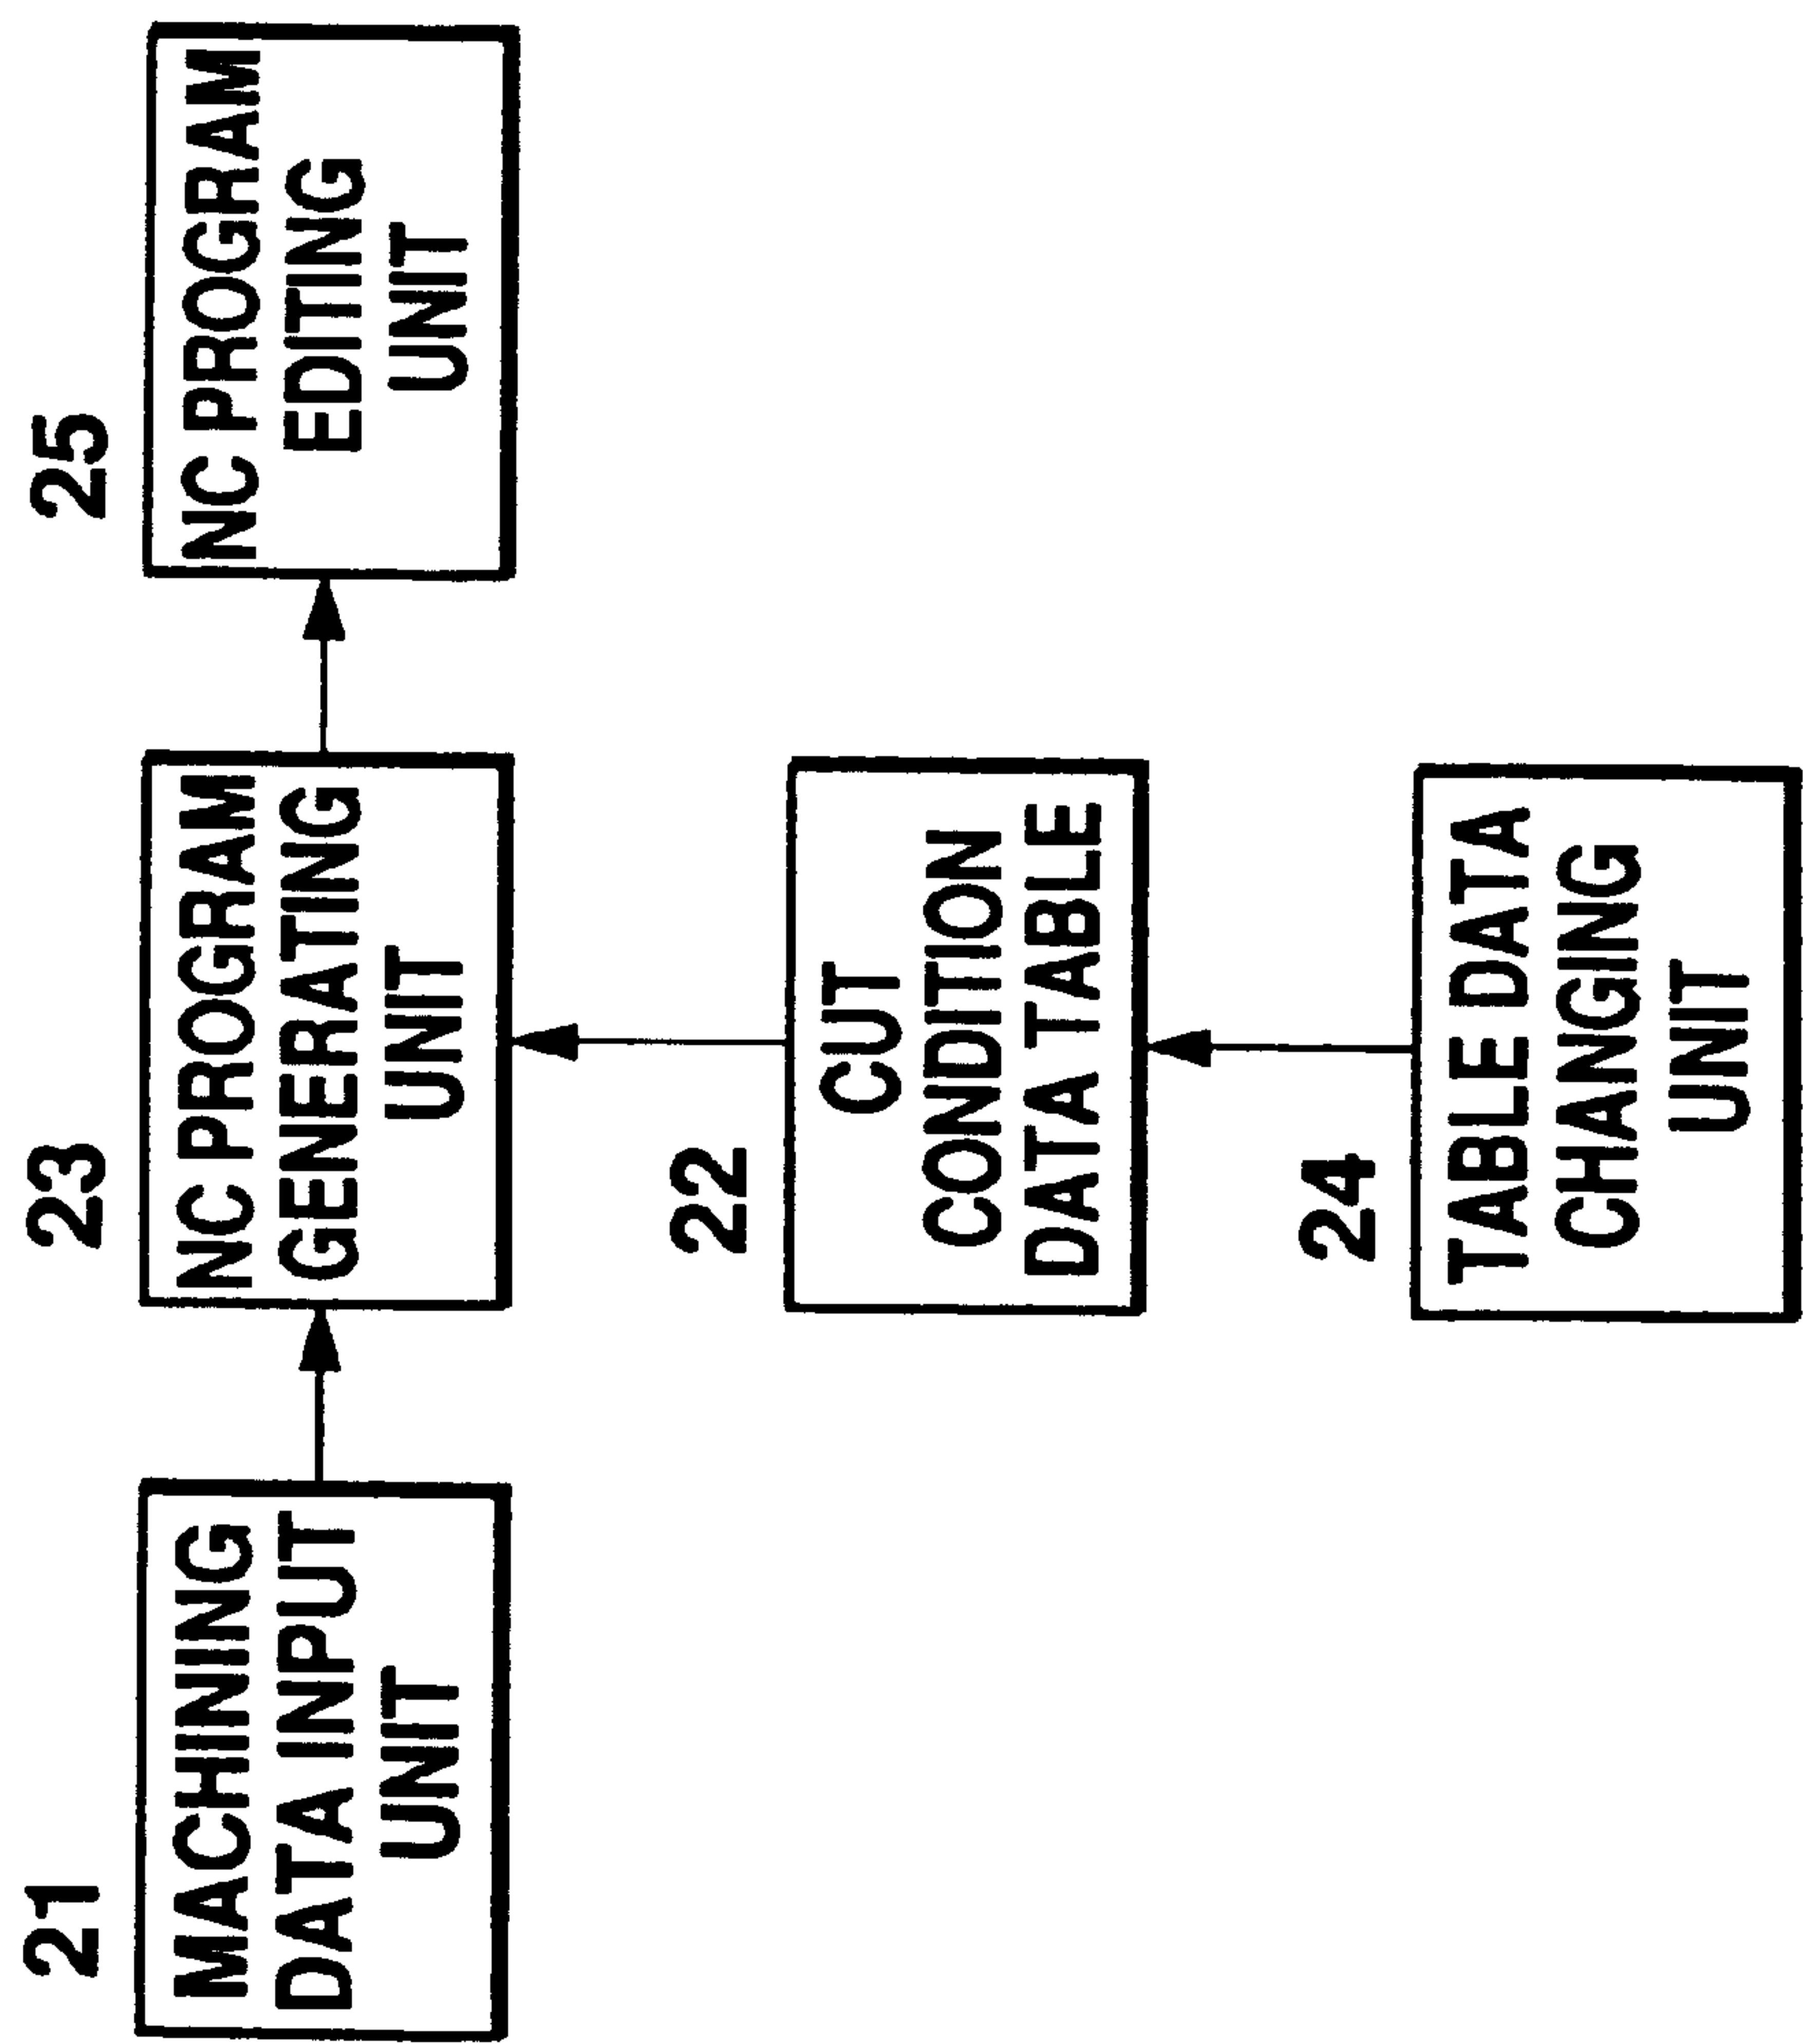 21
MACHINING
DATA INPUT
UNIT
23
NC PROGRAM
GENERATING
UNIT
25
NC PROGRAM
EDITING
UNIT
22
CUT
CONDITION
DATA TABLE
24
TABLE DATA
CHANGING
UNIT